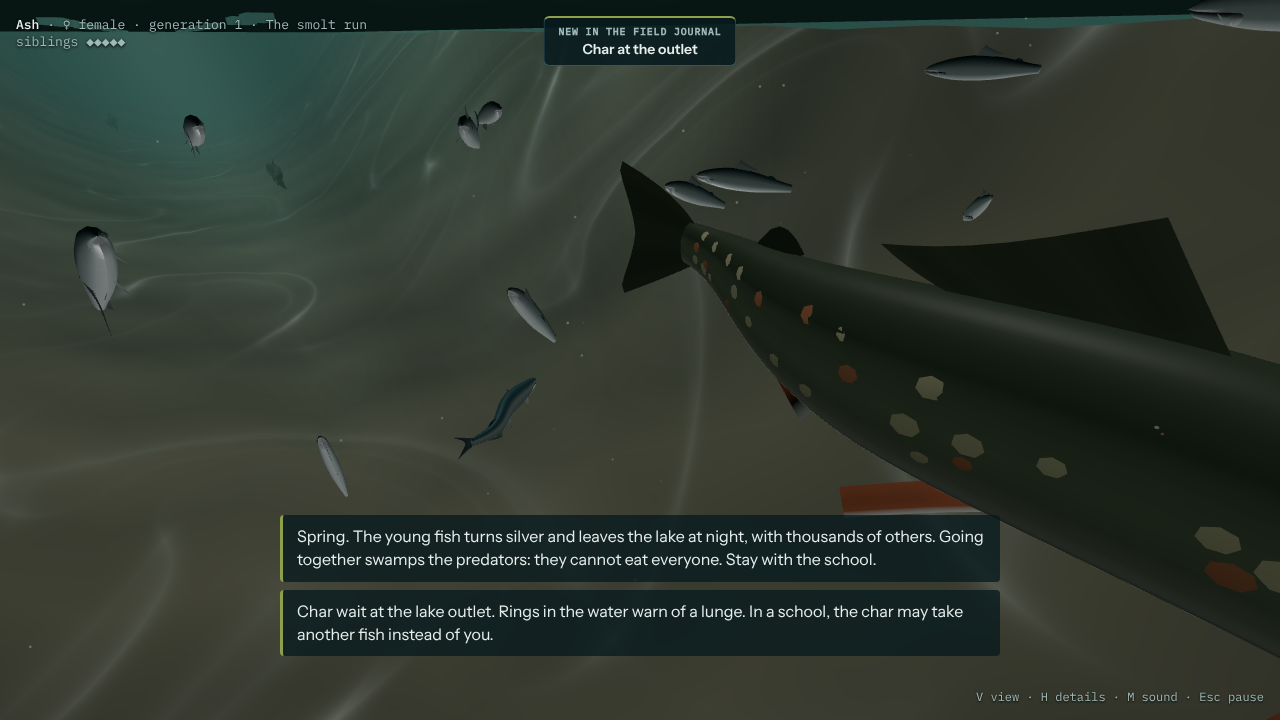 Ash · ♀ female · generation 1 · The smolt run
siblings ◆◆◆◆◆
NEW IN THE FIELD JOURNAL
Char at the outlet
Spring. The young fish turns silver and leaves the lake at night, with thousands of others. Going
together swamps the predators: they cannot eat everyone. Stay with the school.
Char wait at the lake outlet. Rings in the water warn of a lunge. In a school, the char may take
another fish instead of you.
V view · H details · M sound · Esc pause